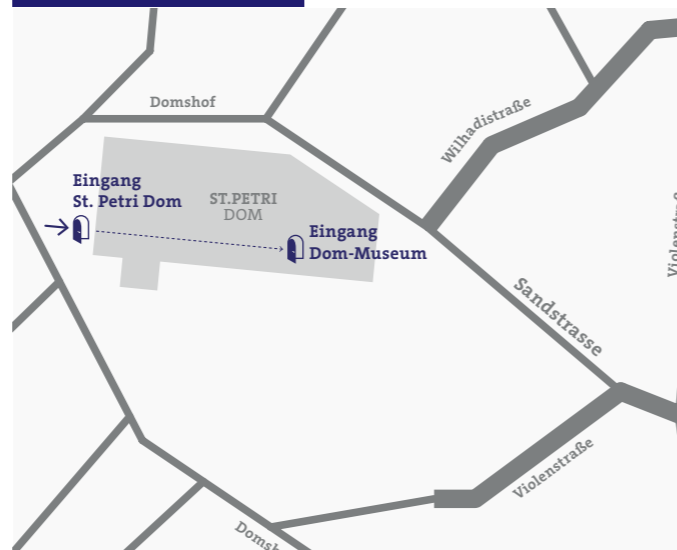 Domshof
Wilhadistraße
Eingang
St. Petri Dom
ST.PETRI
DOM
Eingang
Dom-Museum
Sandstrasse
Violenstraße